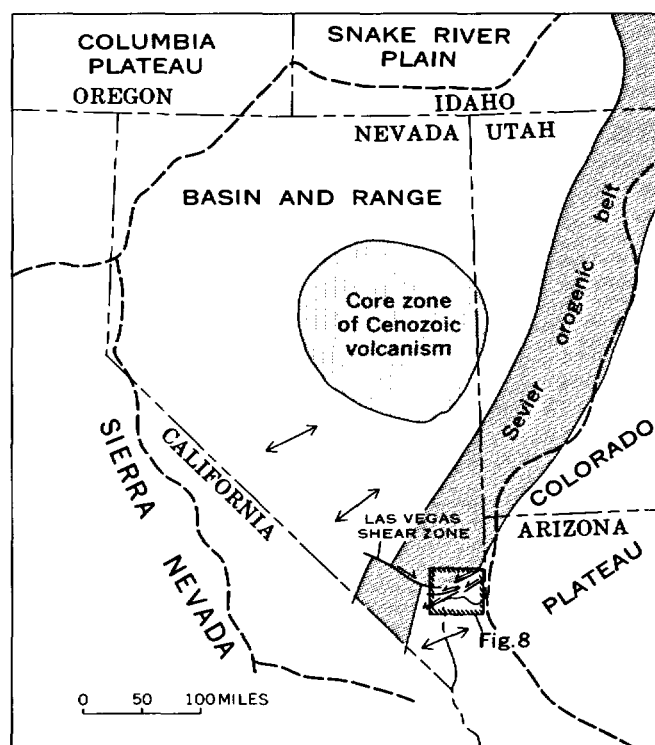 COLUMBIA
PLATEAU
SNAKE RIVER
PLAIN
OREGON
IDAHO
NEVADA
UTAH
BASIN AND RANGE
Core zone
of Cenozoic
volcanism
Sevier orogenic belt
SIERRA
NEVADA
CALIFORNIA
LAS VEGAS
SHEAR ZONE
COLORADO
PLATEAU
ARIZONA
Fig.8
0 50 100 MILES